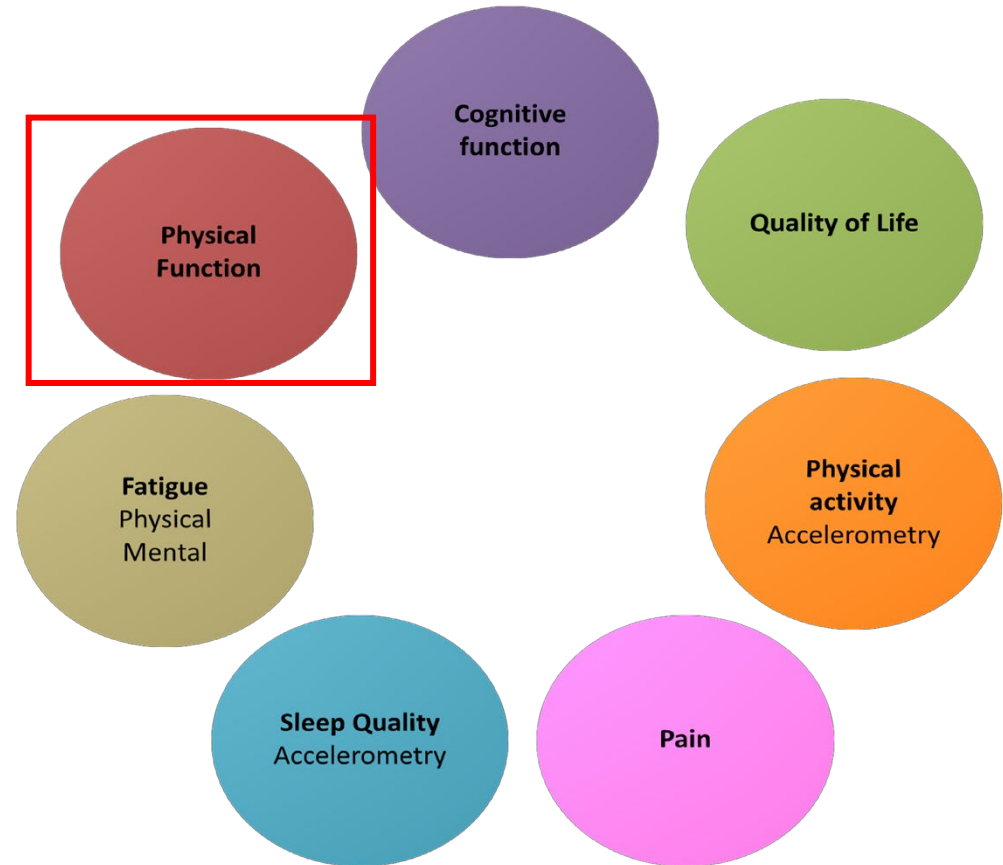 Cognitive
function
Quality of Life
Physical
activity
Accelerometry
Pain
Sleep Quality
Accelerometry
Fatigue
Physical
Mental
Physical
Function